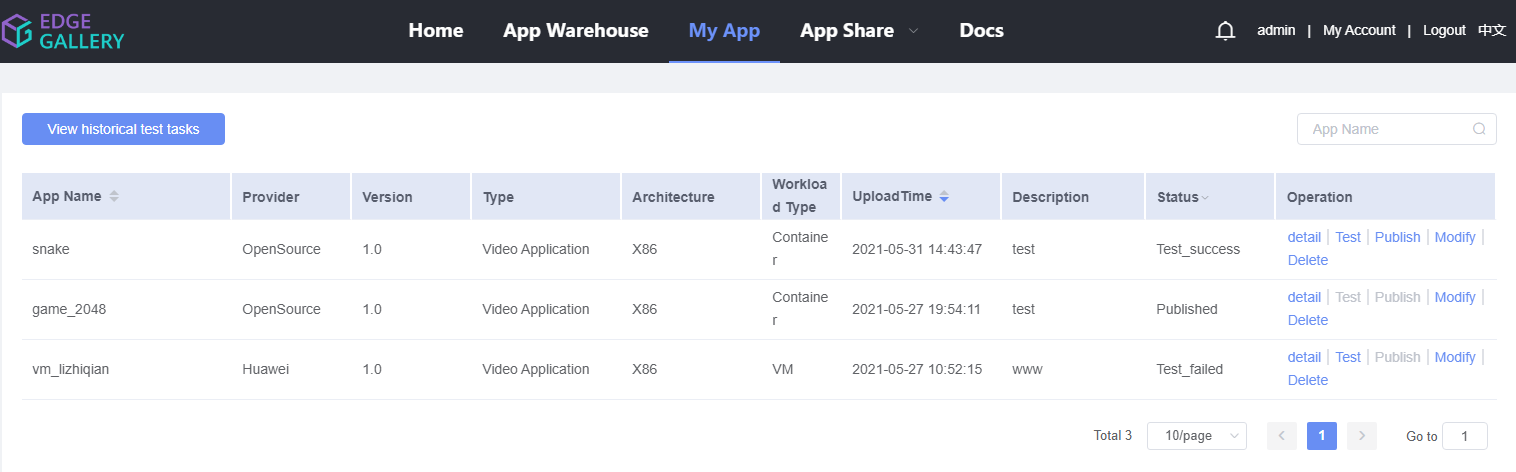 EDGE
GALLERY
Home App Warehouse My App App Share Docs admin | My Account | Logout 中文
View historical test tasks App Name
App Name Provider Version Type Architecture Workloa
d Type UploadTime Description Status Operation
snake OpenSource 1.0 Video Application X86 Containe
r 2021-05-31 14:43:47 test Test_success detail | Test | Publish | Modify |
Delete
game_2048 OpenSource 1.0 Video Application X86 Containe
r 2021-05-27 19:54:11 test Published detail | Test | Publish | Modify |
Delete
vm_lizhiqian Huawei 1.0 Video Application X86 VM 2021-05-27 10:52:15 www Test_failed detail | Test | Publish | Modify |
Delete
Total 3 10/page < 1 > Go to 1